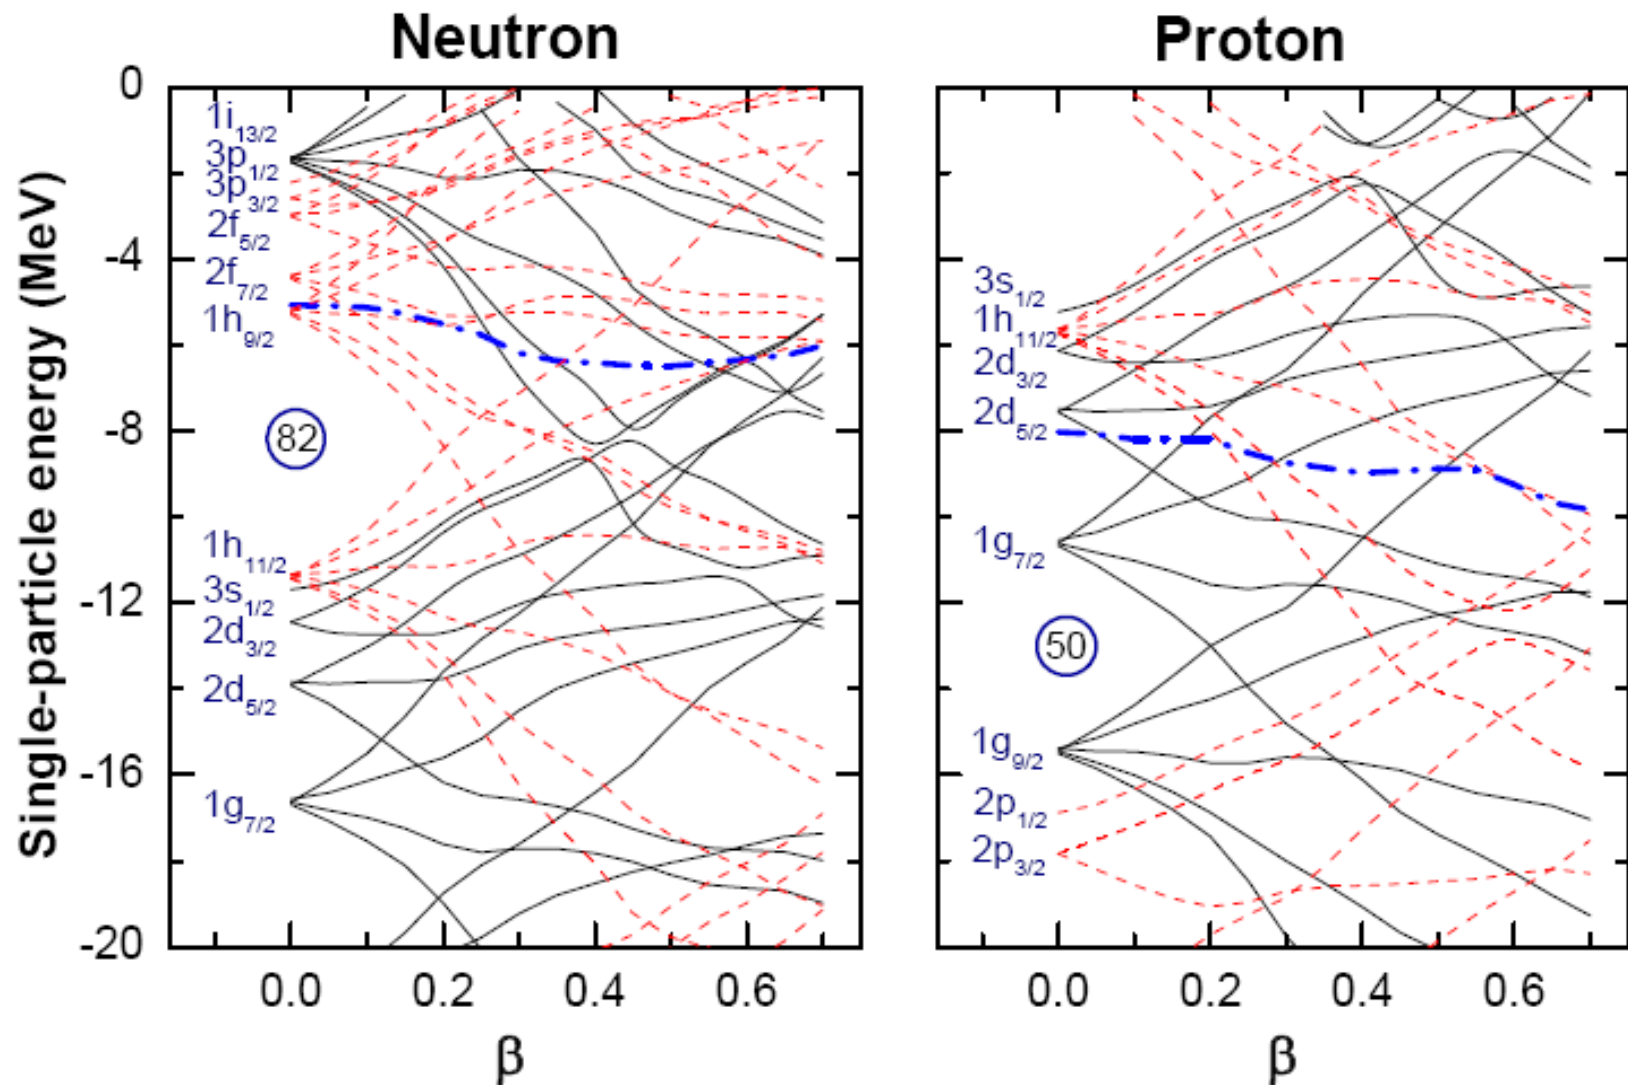 Neutron
Proton
Single-particle energy (MeV)
0
-4
-8
-12
-16
-20
1i13/2
3p1/2
3p3/2
2f5/2
2f7/2
1h9/2
82
1h11/2
3s1/2
2d3/2
2d5/2
1g7/2
3s1/2
1h11/2
2d3/2
2d5/2
1g7/2
50
1g9/2
2p1/2
2p3/2
0.0 0.2 0.4 0.6
0.0 0.2 0.4 0.6
β
β